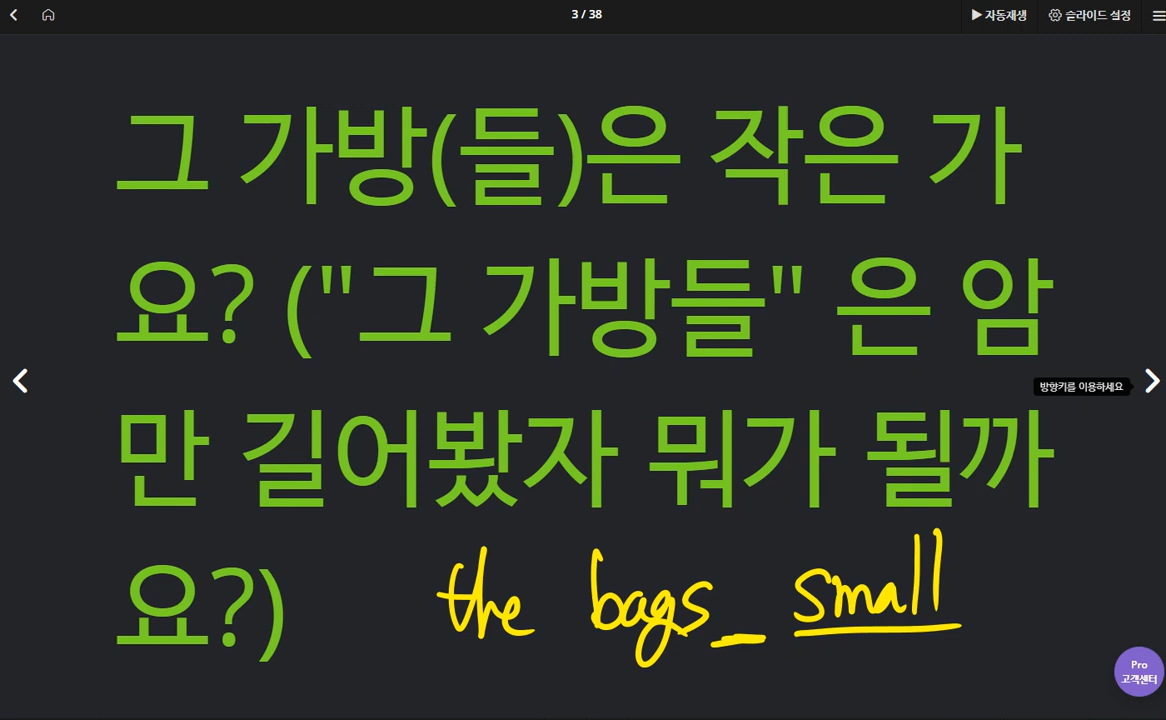 3 / 38
▶ 자동재생
슬라이드 설정
그 가방(들)은 작은 가
요? ("그 가방들" 은 암
만 길어봤자 뭐가 될까
요?)
방향키를 이용하세요
the bags_ small
Pro
고객센터